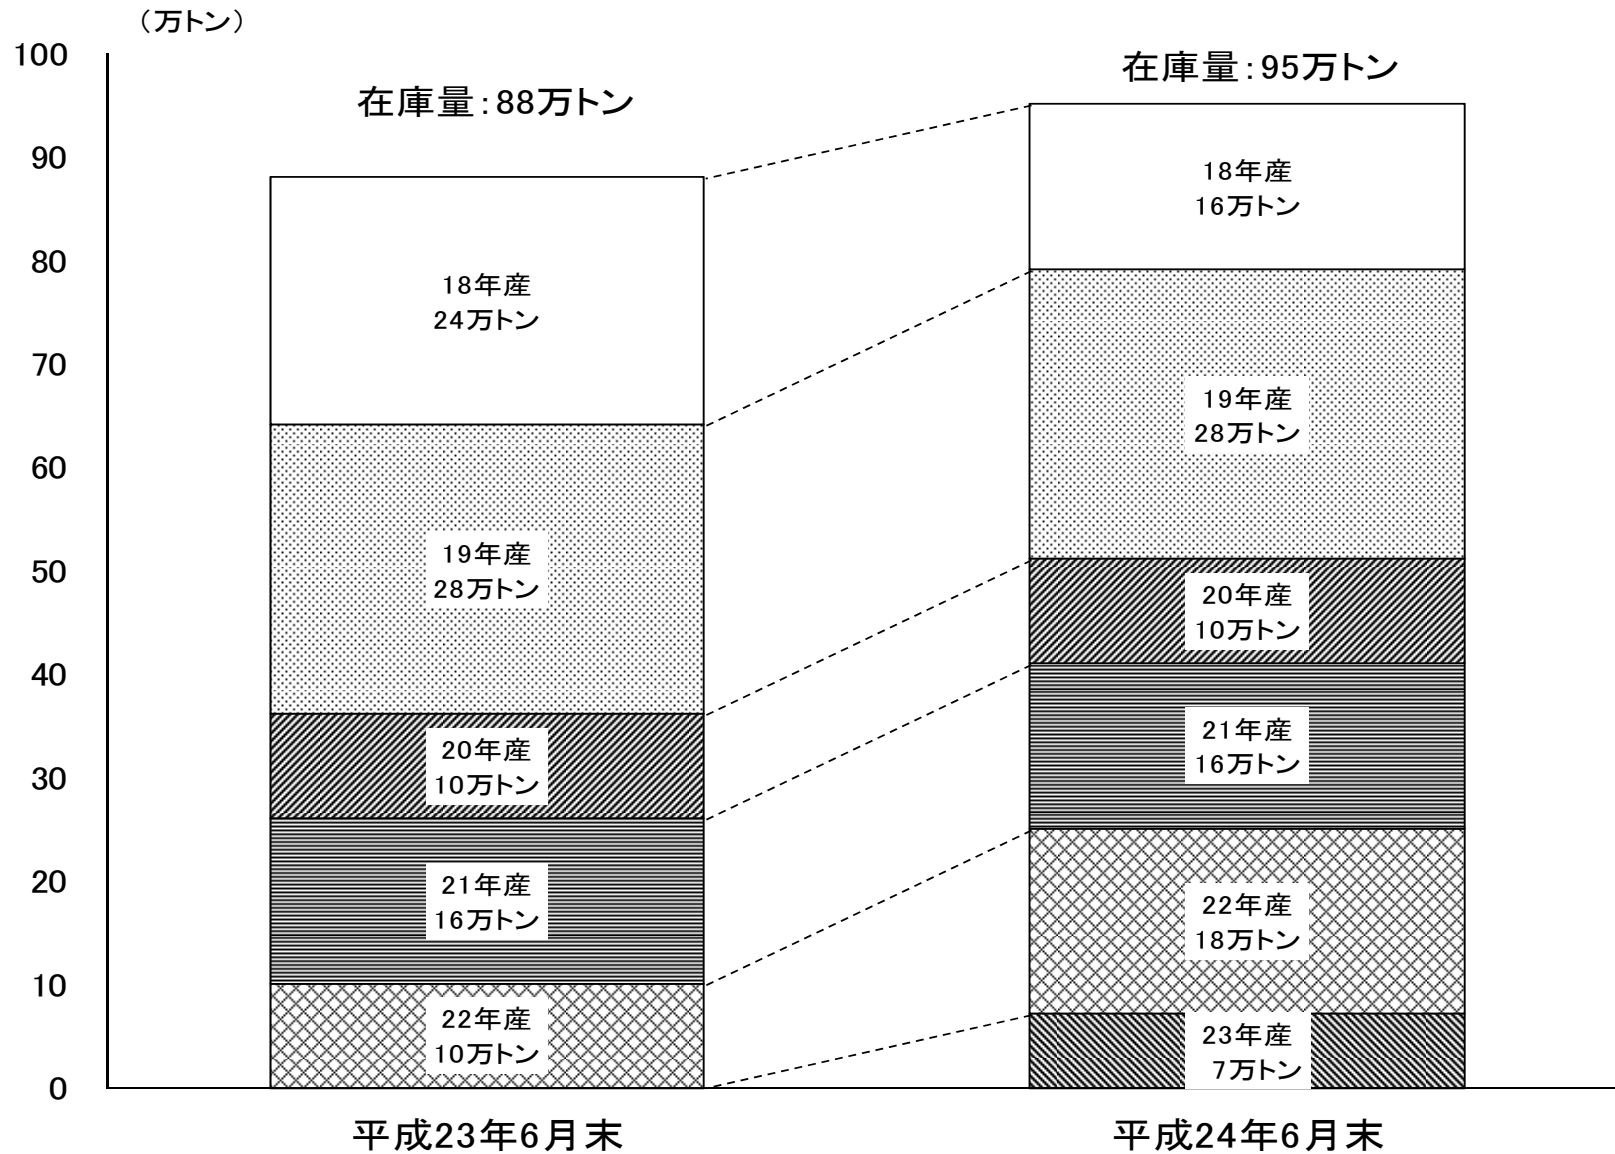 （万トン）
100
90
80
70
60
50
40
30
20
10
0
在庫量：88万トン
18年産
24万トン
19年産
28万トン
20年産
10万トン
21年産
16万トン
22年産
10万トン
平成23年6月末
在庫量：95万トン
18年産
16万トン
19年産
28万トン
20年産
10万トン
21年産
16万トン
22年産
18万トン
23年産
7万トン
平成24年6月末